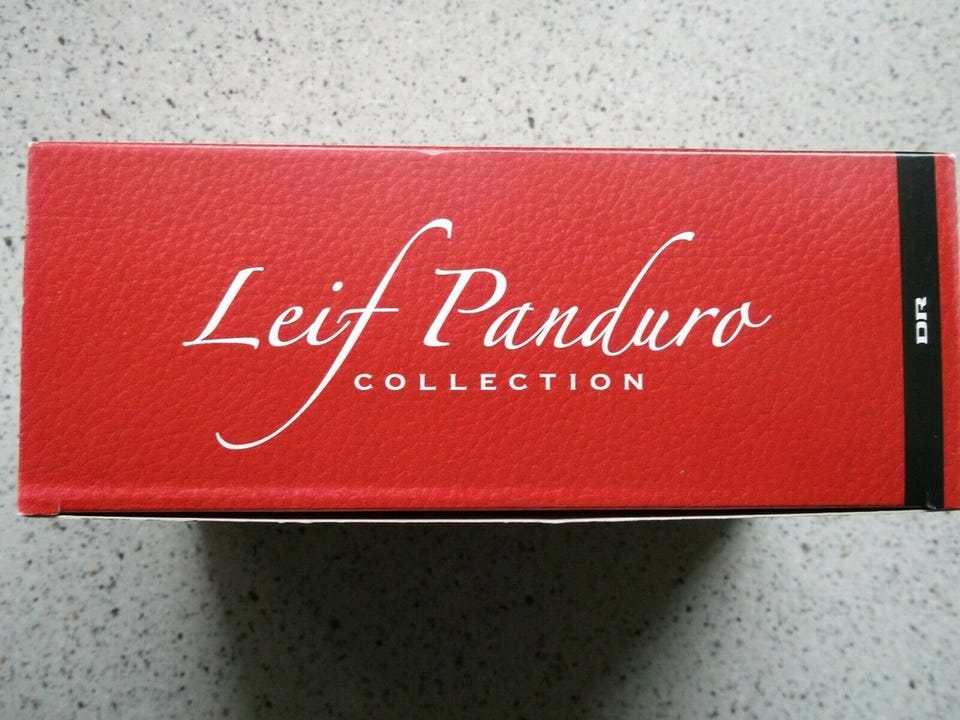 Leif Panduro
COLLECTION
DR